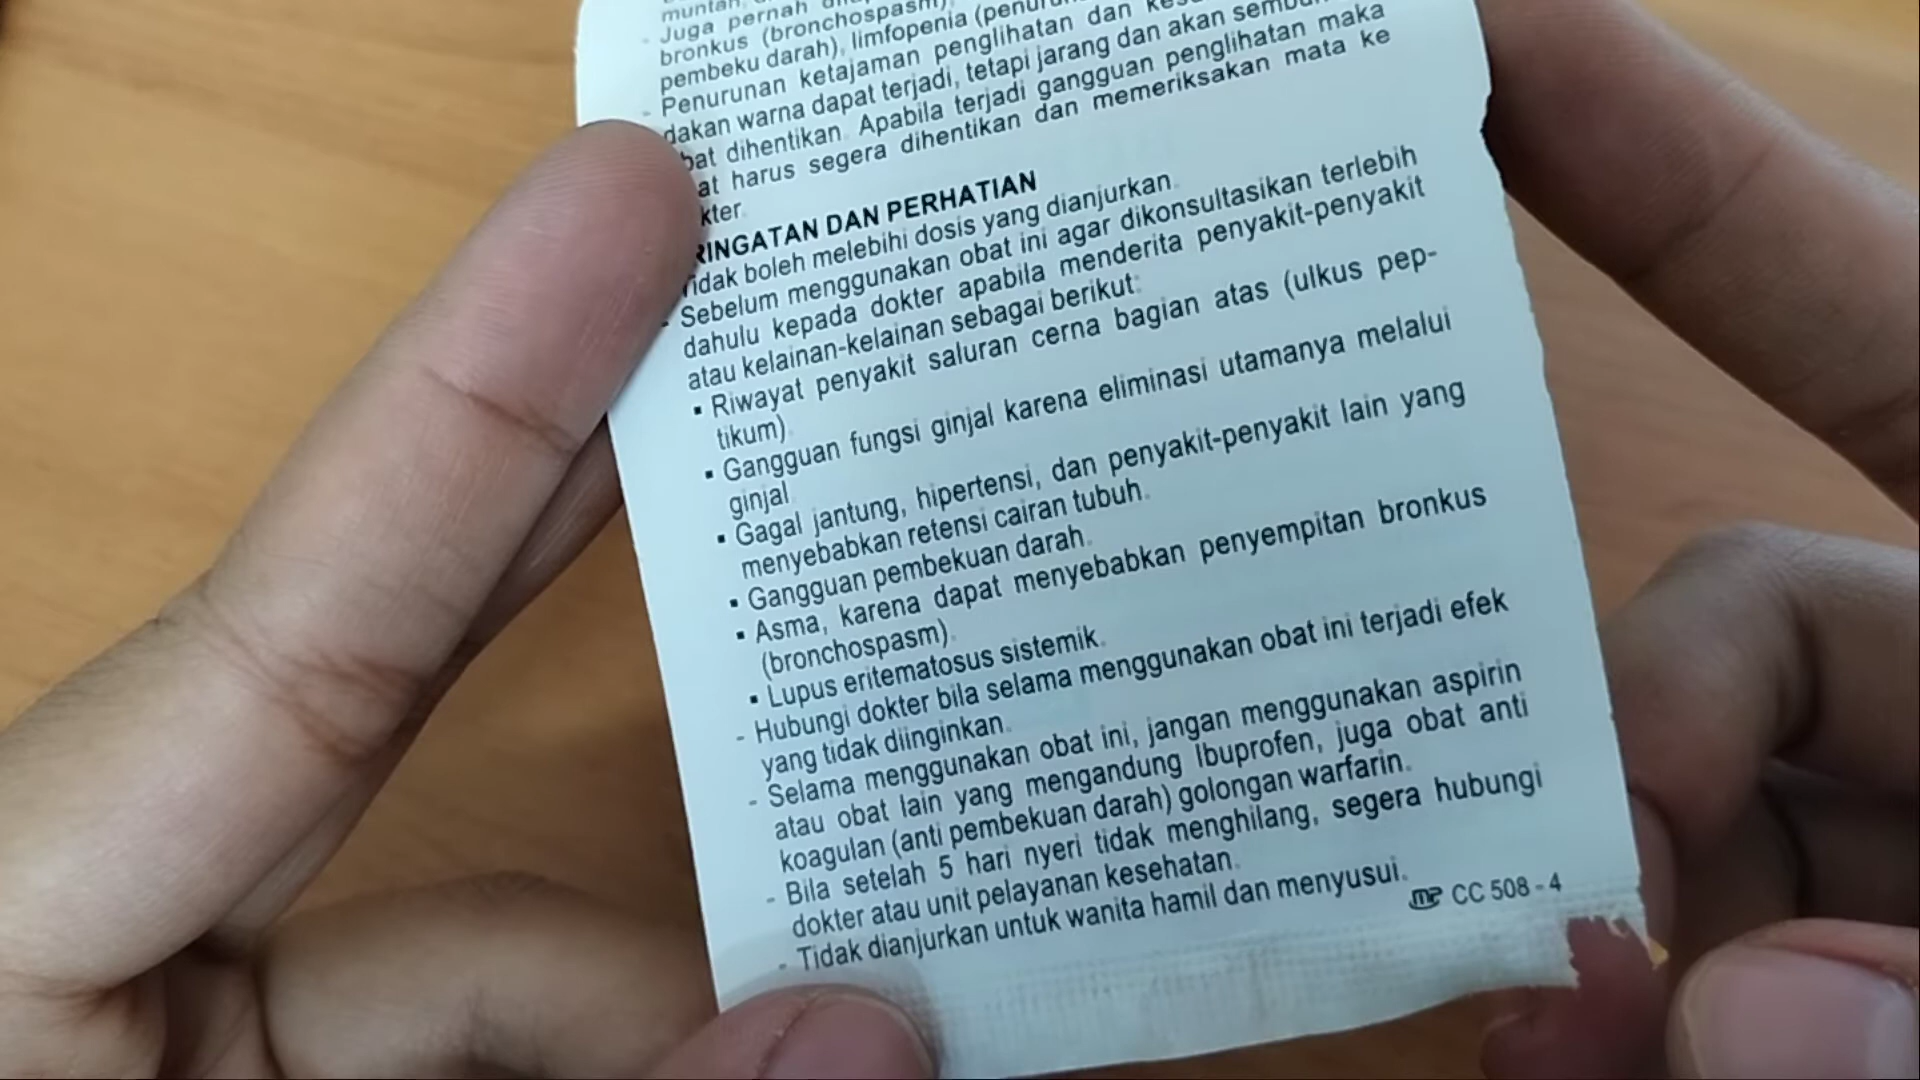 muntah,
- Juga pernah
bronkus (bronchospasm),
pembeku darah), limfopenia
- Penurunan ketajaman penglihatan dan
dakan warna dapat terjadi, tetapi jarang dan akan
bat dihentikan. Apabila terjadi gangguan penglihatan maka
at harus segera dihentikan dan memeriksakan mata ke
kter.
RINGATAN DAN PERHATIAN
idak boleh melebihi dosis yang dianjurkan.
- Sebelum menggunakan obat ini agar dikonsultasikan terlebih
dahulu kepada dokter apabila menderita penyakit-penyakit
atau kelainan-kelainan sebagai berikut:
▪ Riwayat penyakit saluran cerna bagian atas (ulkus pep-
tikum).
▪ Gangguan fungsi ginjal karena eliminasi utamanya melalui
ginjal.
▪ Gagal jantung, hipertensi, dan penyakit-penyakit lain yang
menyebabkan retensi cairan tubuh.
▪ Gangguan pembekuan darah.
▪ Asma, karena dapat menyebabkan penyempitan bronkus
(bronchospasm).
▪ Lupus eritematosus sistemik.
- Hubungi dokter bila selama menggunakan obat ini terjadi efek
yang tidak diinginkan.
- Selama menggunakan obat ini, jangan menggunakan aspirin
atau obat lain yang mengandung Ibuprofen, juga obat anti
koagulan (anti pembekuan darah) golongan warfarin.
- Bila setelah 5 hari nyeri tidak menghilang, segera hubungi
dokter atau unit pelayanan kesehatan.
- Tidak dianjurkan untuk wanita hamil dan menyusui.
mp CC 508 - 4